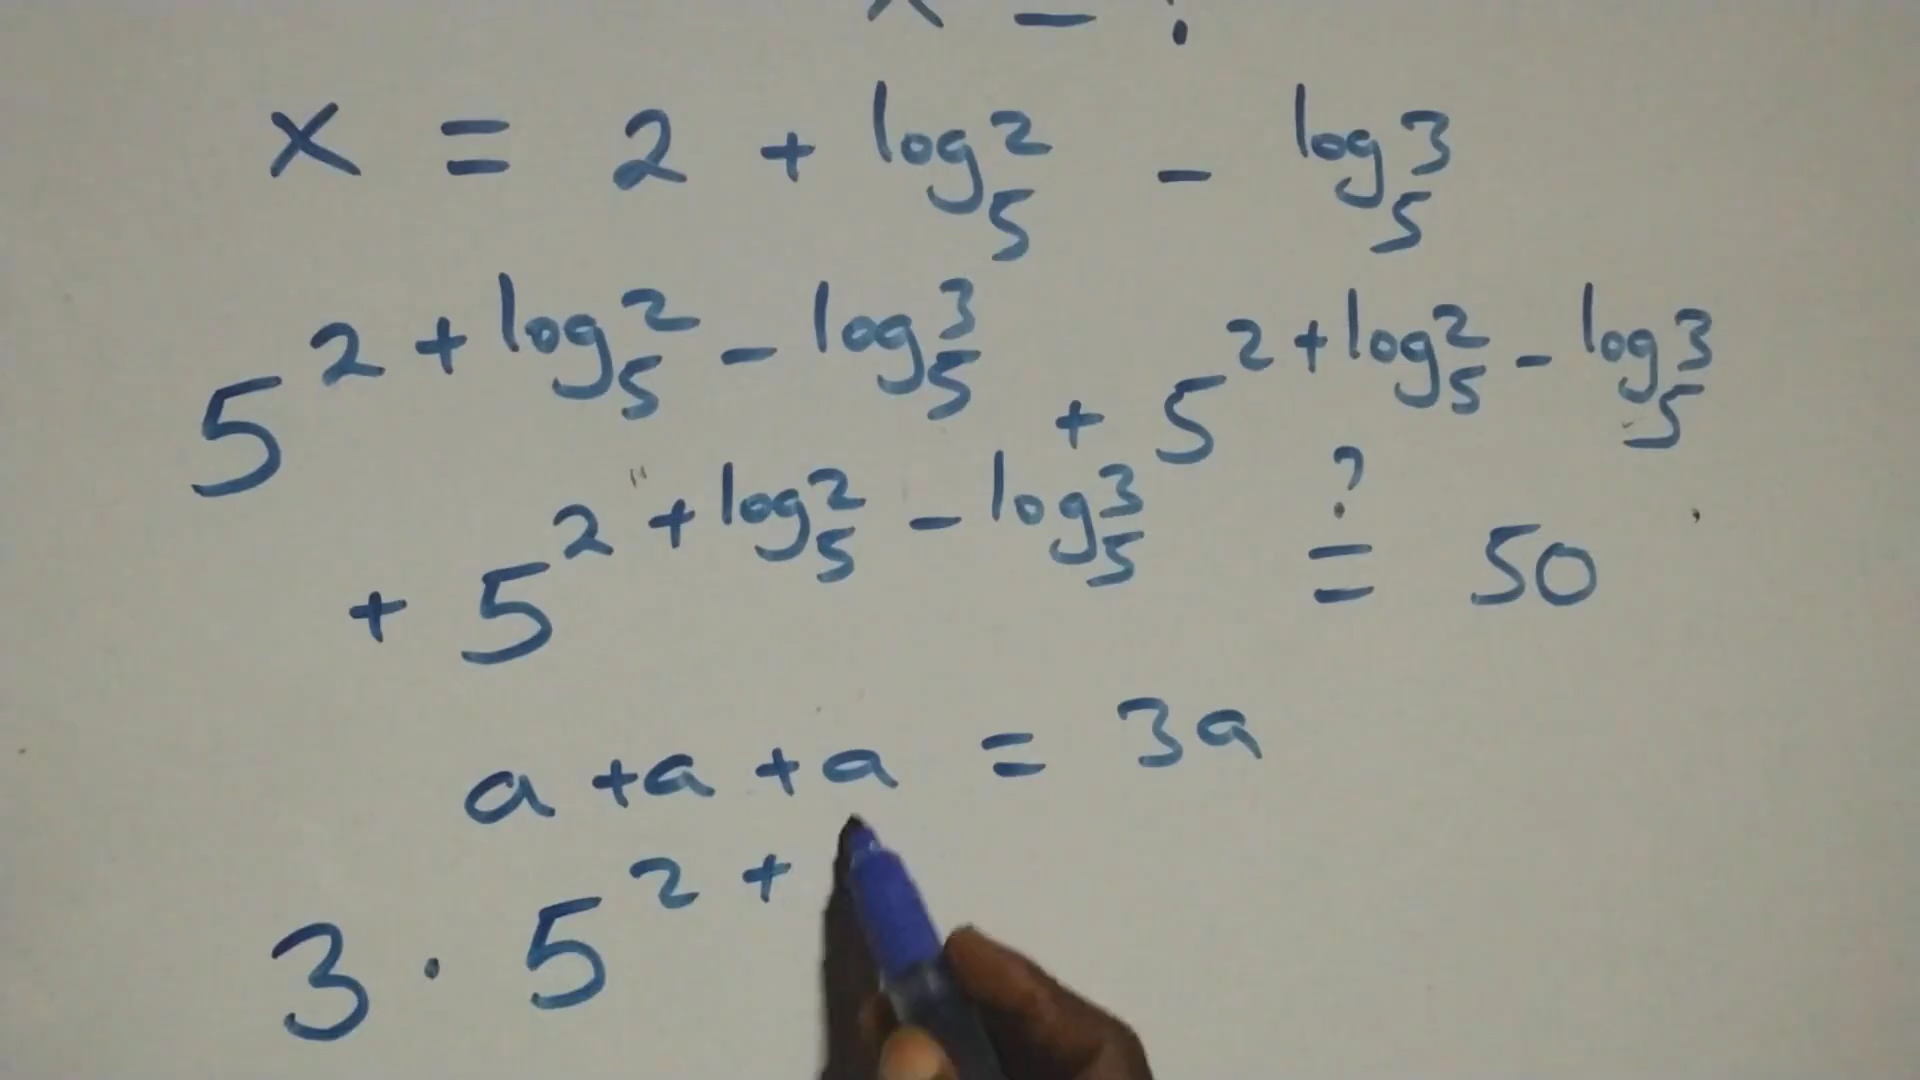 x = ?
x = 2 + log₅2 - log₅3
5^(2 + log₅2 - log₅3) + 5^(2 + log₅2 - log₅3)
+ 5^(2 + log₅2 - log₅3) ?= 50
a + a + a = 3a
3 · 5^(2 +